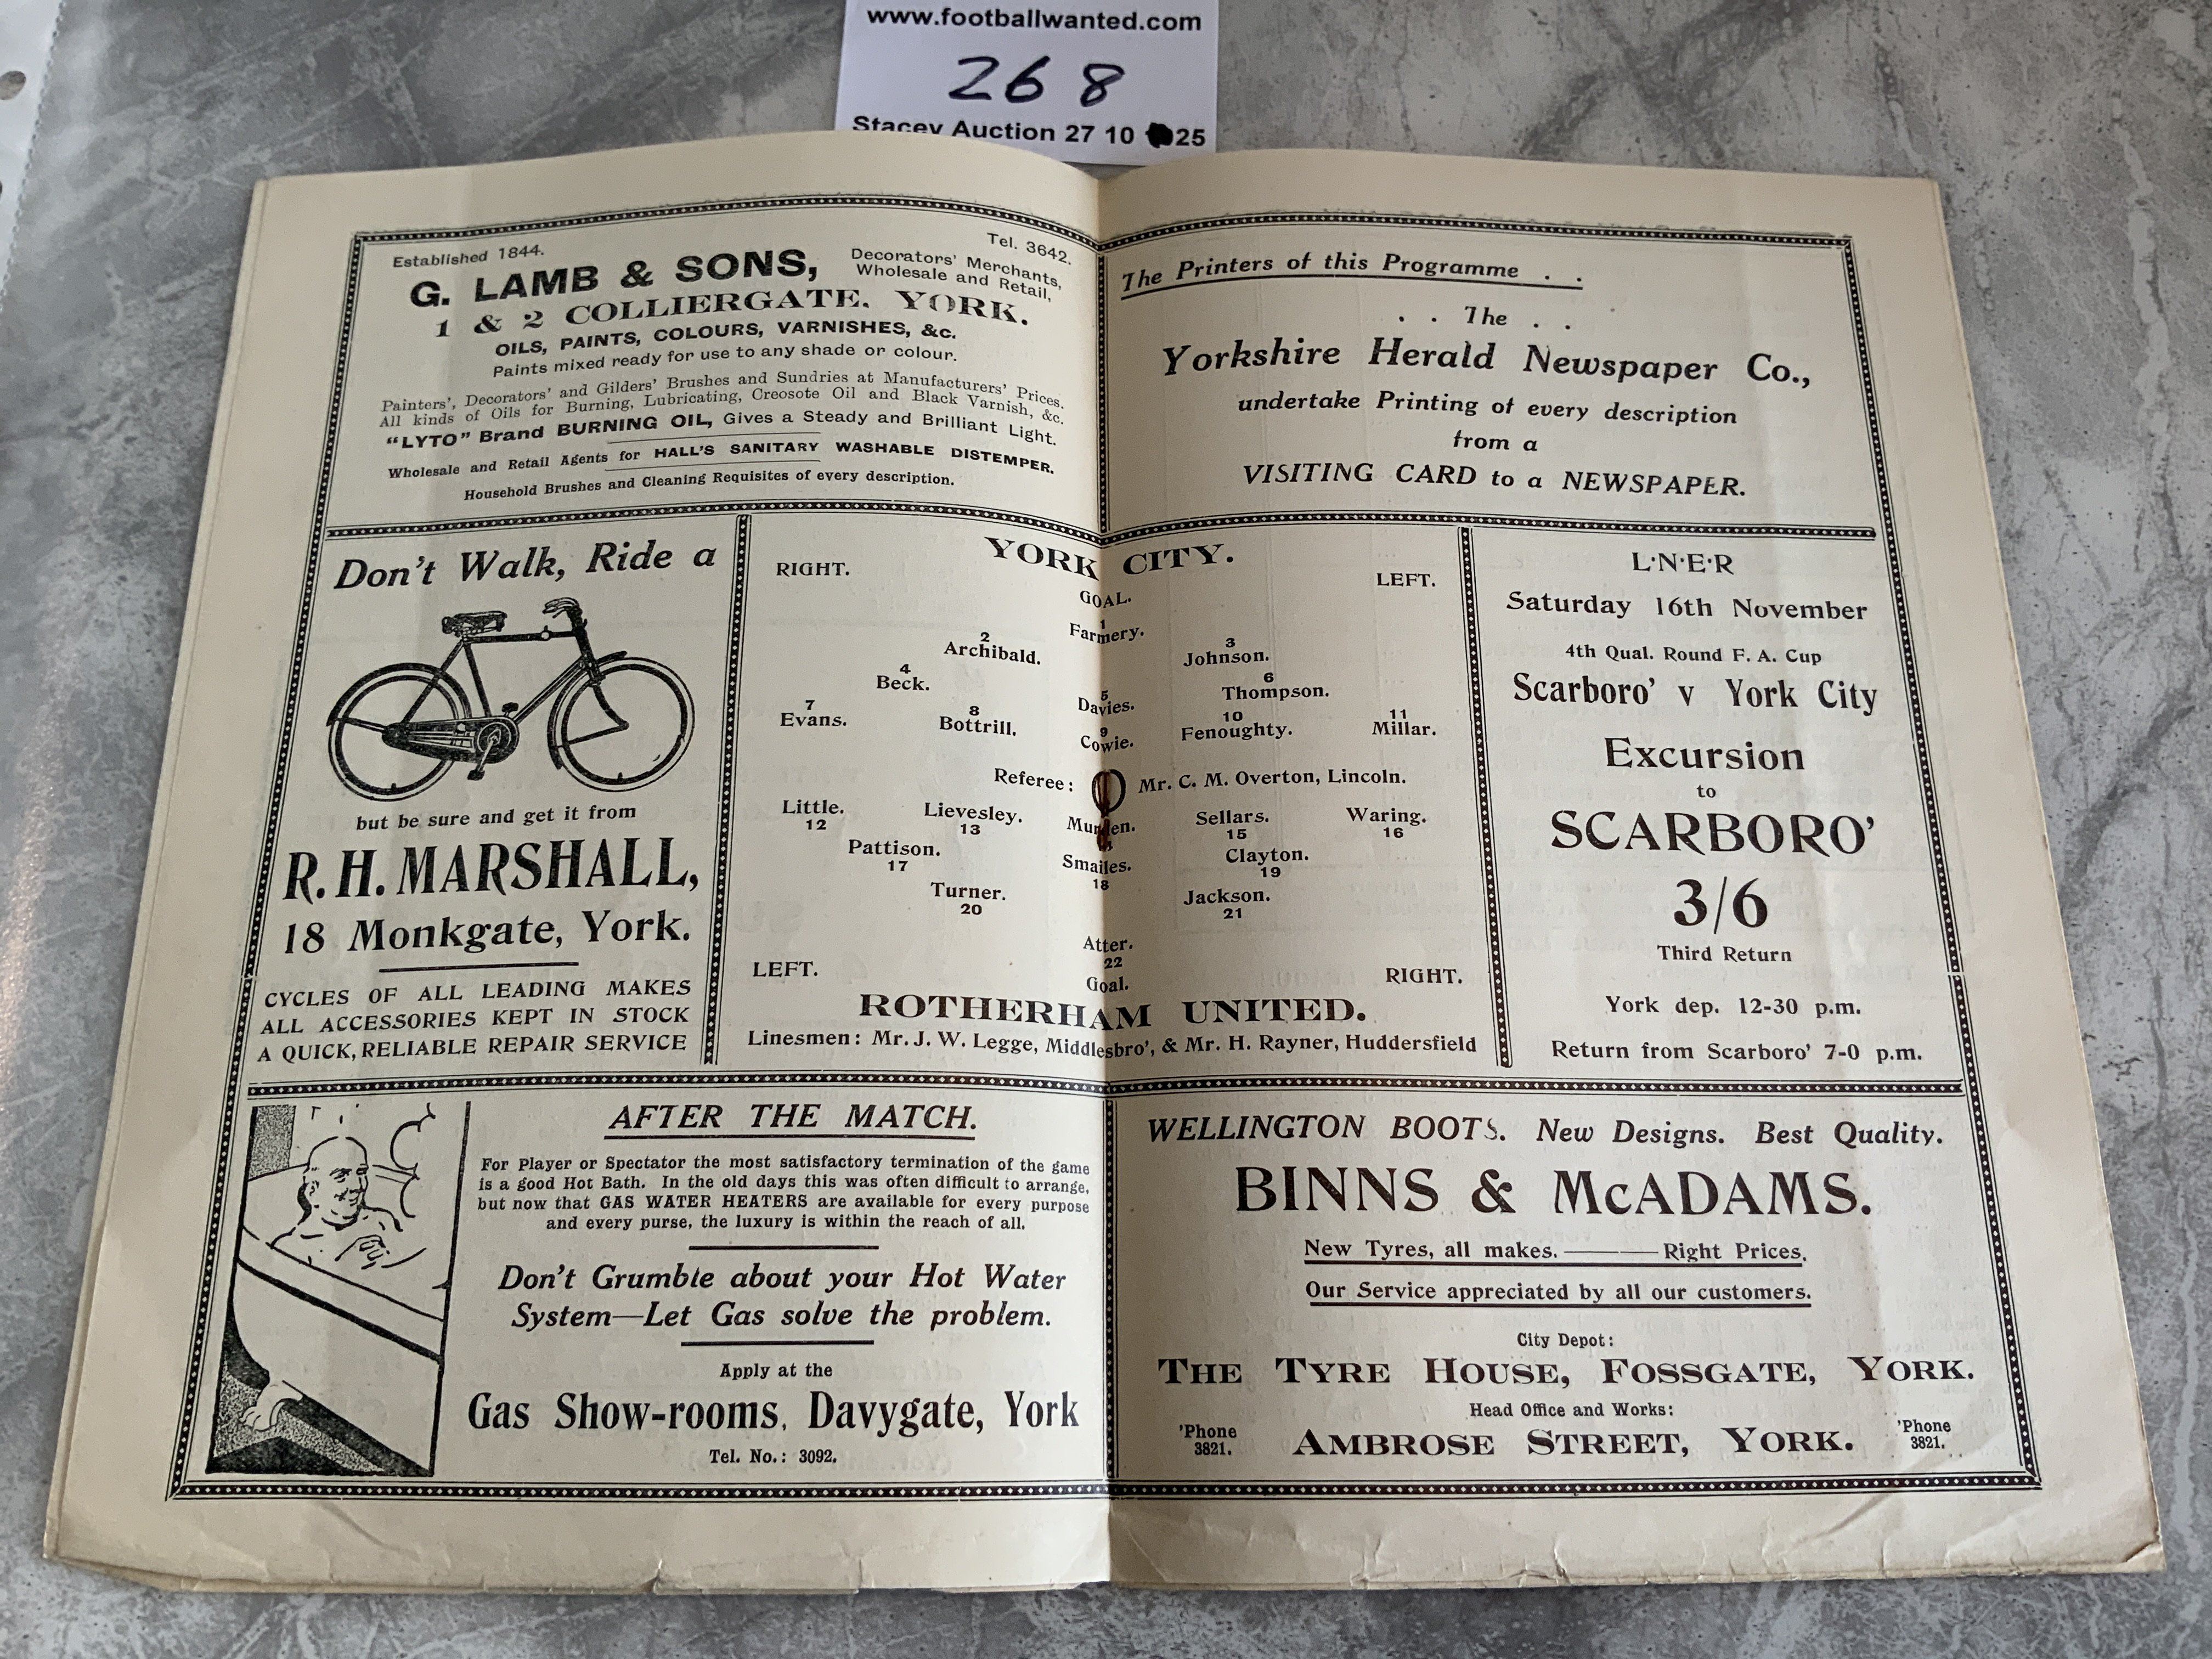 www.footballwanted.com
268
Stacey Auction 27 10 25
Established 1844.
Tel. 3642.
G. LAMB & SONS,
Decorators' Merchants,
Wholesale and Retail,
1 & 2 COLLIERGATE. YORK.
OILS, PAINTS, COLOURS, VARNISHES, &c.
Paints mixed ready for use to any shade or colour.
Painters', Decorators' and Gilders' Brushes and Sundries at Manufacturers' Prices.
All kinds of Oils for Burning, Lubricating, Creosote Oil and Black Varnish, &c.
"LYTO" Brand BURNING OIL, Gives a Steady and Brilliant Light.
Wholesale and Retail Agents for HALL'S SANITARY WASHABLE DISTEMPER.
Household Brushes and Cleaning Requisites of every description.
The Printers of this Programme . .
. . The . .
Yorkshire Herald Newspaper Co.,
undertake Printing of every description
from a
VISITING CARD to a NEWSPAPER.
Don't Walk, Ride a
but be sure and get it from
R. H. MARSHALL,
18 Monkgate, York.
CYCLES OF ALL LEADING MAKES
ALL ACCESSORIES KEPT IN STOCK
A QUICK, RELIABLE REPAIR SERVICE
YORK CITY.
RIGHT.
LEFT.
GOAL.
1
Farmery.
2
3
Archibald.
Johnson.
4
5
6
Beck.
Davies.
Thompson.
7
8
9
10
11
Evans.
Bottrill.
Cowie.
Fenoughty.
Millar.
Referee: Mr. C. M. Overton, Lincoln.
Little.
Lievesley.
Murden.
Sellars.
Waring.
12
13
15
16
Pattison.
Smailes.
Clayton.
17
18
19
Turner.
Jackson.
20
21
Atter.
22
LEFT.
Goal.
RIGHT.
ROTHERHAM UNITED.
Linesmen: Mr. J. W. Legge, Middlesbro', & Mr. H. Rayner, Huddersfield
L·N·E·R
Saturday 16th November
4th Qual. Round F. A. Cup
Scarboro' v York City
Excursion
to
SCARBORO'
3/6
Third Return
York dep. 12-30 p.m.
Return from Scarboro' 7-0 p.m.
AFTER THE MATCH.
For Player or Spectator the most satisfactory termination of the game
is a good Hot Bath. In the old days this was often difficult to arrange,
but now that GAS WATER HEATERS are available for every purpose
and every purse, the luxury is within the reach of all.
Don't Grumble about your Hot Water
System—Let Gas solve the problem.
Apply at the
Gas Show-rooms, Davygate, York
Tel. No.: 3092.
WELLINGTON BOOTS. New Designs. Best Quality.
BINNS & McADAMS.
New Tyres, all makes. ——— Right Prices.
Our Service appreciated by all our customers.
City Depot:
THE TYRE HOUSE, FOSSGATE, YORK.
Head Office and Works:
'Phone 3821.
AMBROSE STREET, YORK.
'Phone 3821.